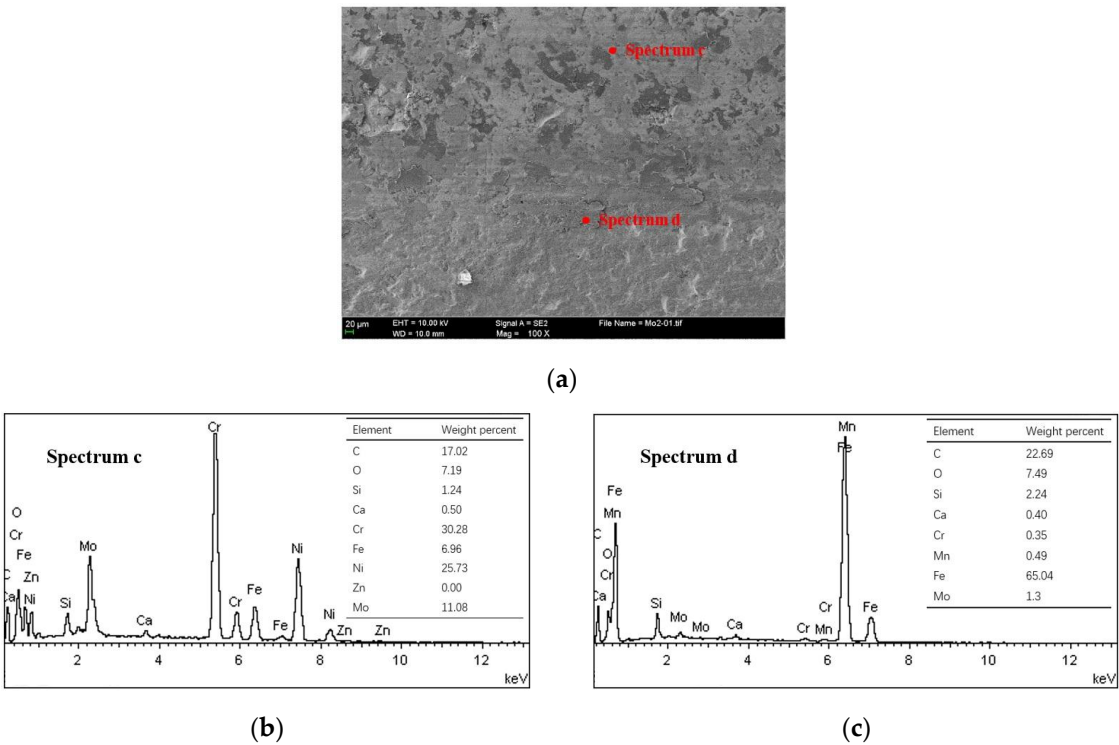 Spectrum c
Spectrum d
20 µm
EHT = 10.00 kV
Signal A = SE2
File Name = Mo2-01.tif
WD = 10.0 mm
Mag = 100 X
(a)
Spectrum c
Element Weight percent
C 17.02
O 7.19
Si 1.24
Ca 0.50
Cr 30.28
Fe 6.96
Ni 25.73
Zn 0.00
Mo 11.08
O
Cr
Fe
C
Zn
Ca
Ni
Si
Mo
Ca
Cr
Cr
Fe
Fe
Ni
Ni
Zn
Zn
2 4 6 8 10 12
keV
(b)
Spectrum d
Element Weight percent
C 22.69
O 7.49
Si 2.24
Ca 0.40
Cr 0.35
Mn 0.49
Fe 65.04
Mo 1.3
Fe
Mn
C
O
Cr
Ca
Si
Mo
Mo
Ca
Cr
Cr
Mn
Mn
Fe
Fe
2 4 6 8 10 12
keV
(c)